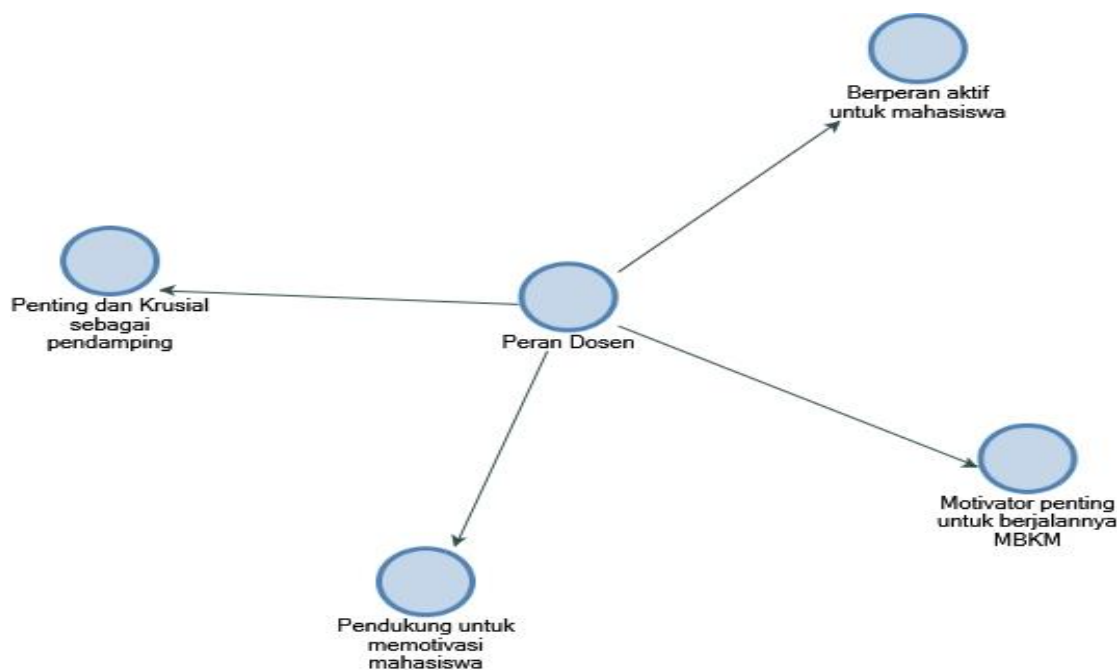 Berperan aktif
untuk mahasiswa
Penting dan Krusial
sebagai
pendamping
Peran Dosen
Motivator penting
untuk berjalannya
MBKM
Pendukung untuk
memotivasi
mahasiswa